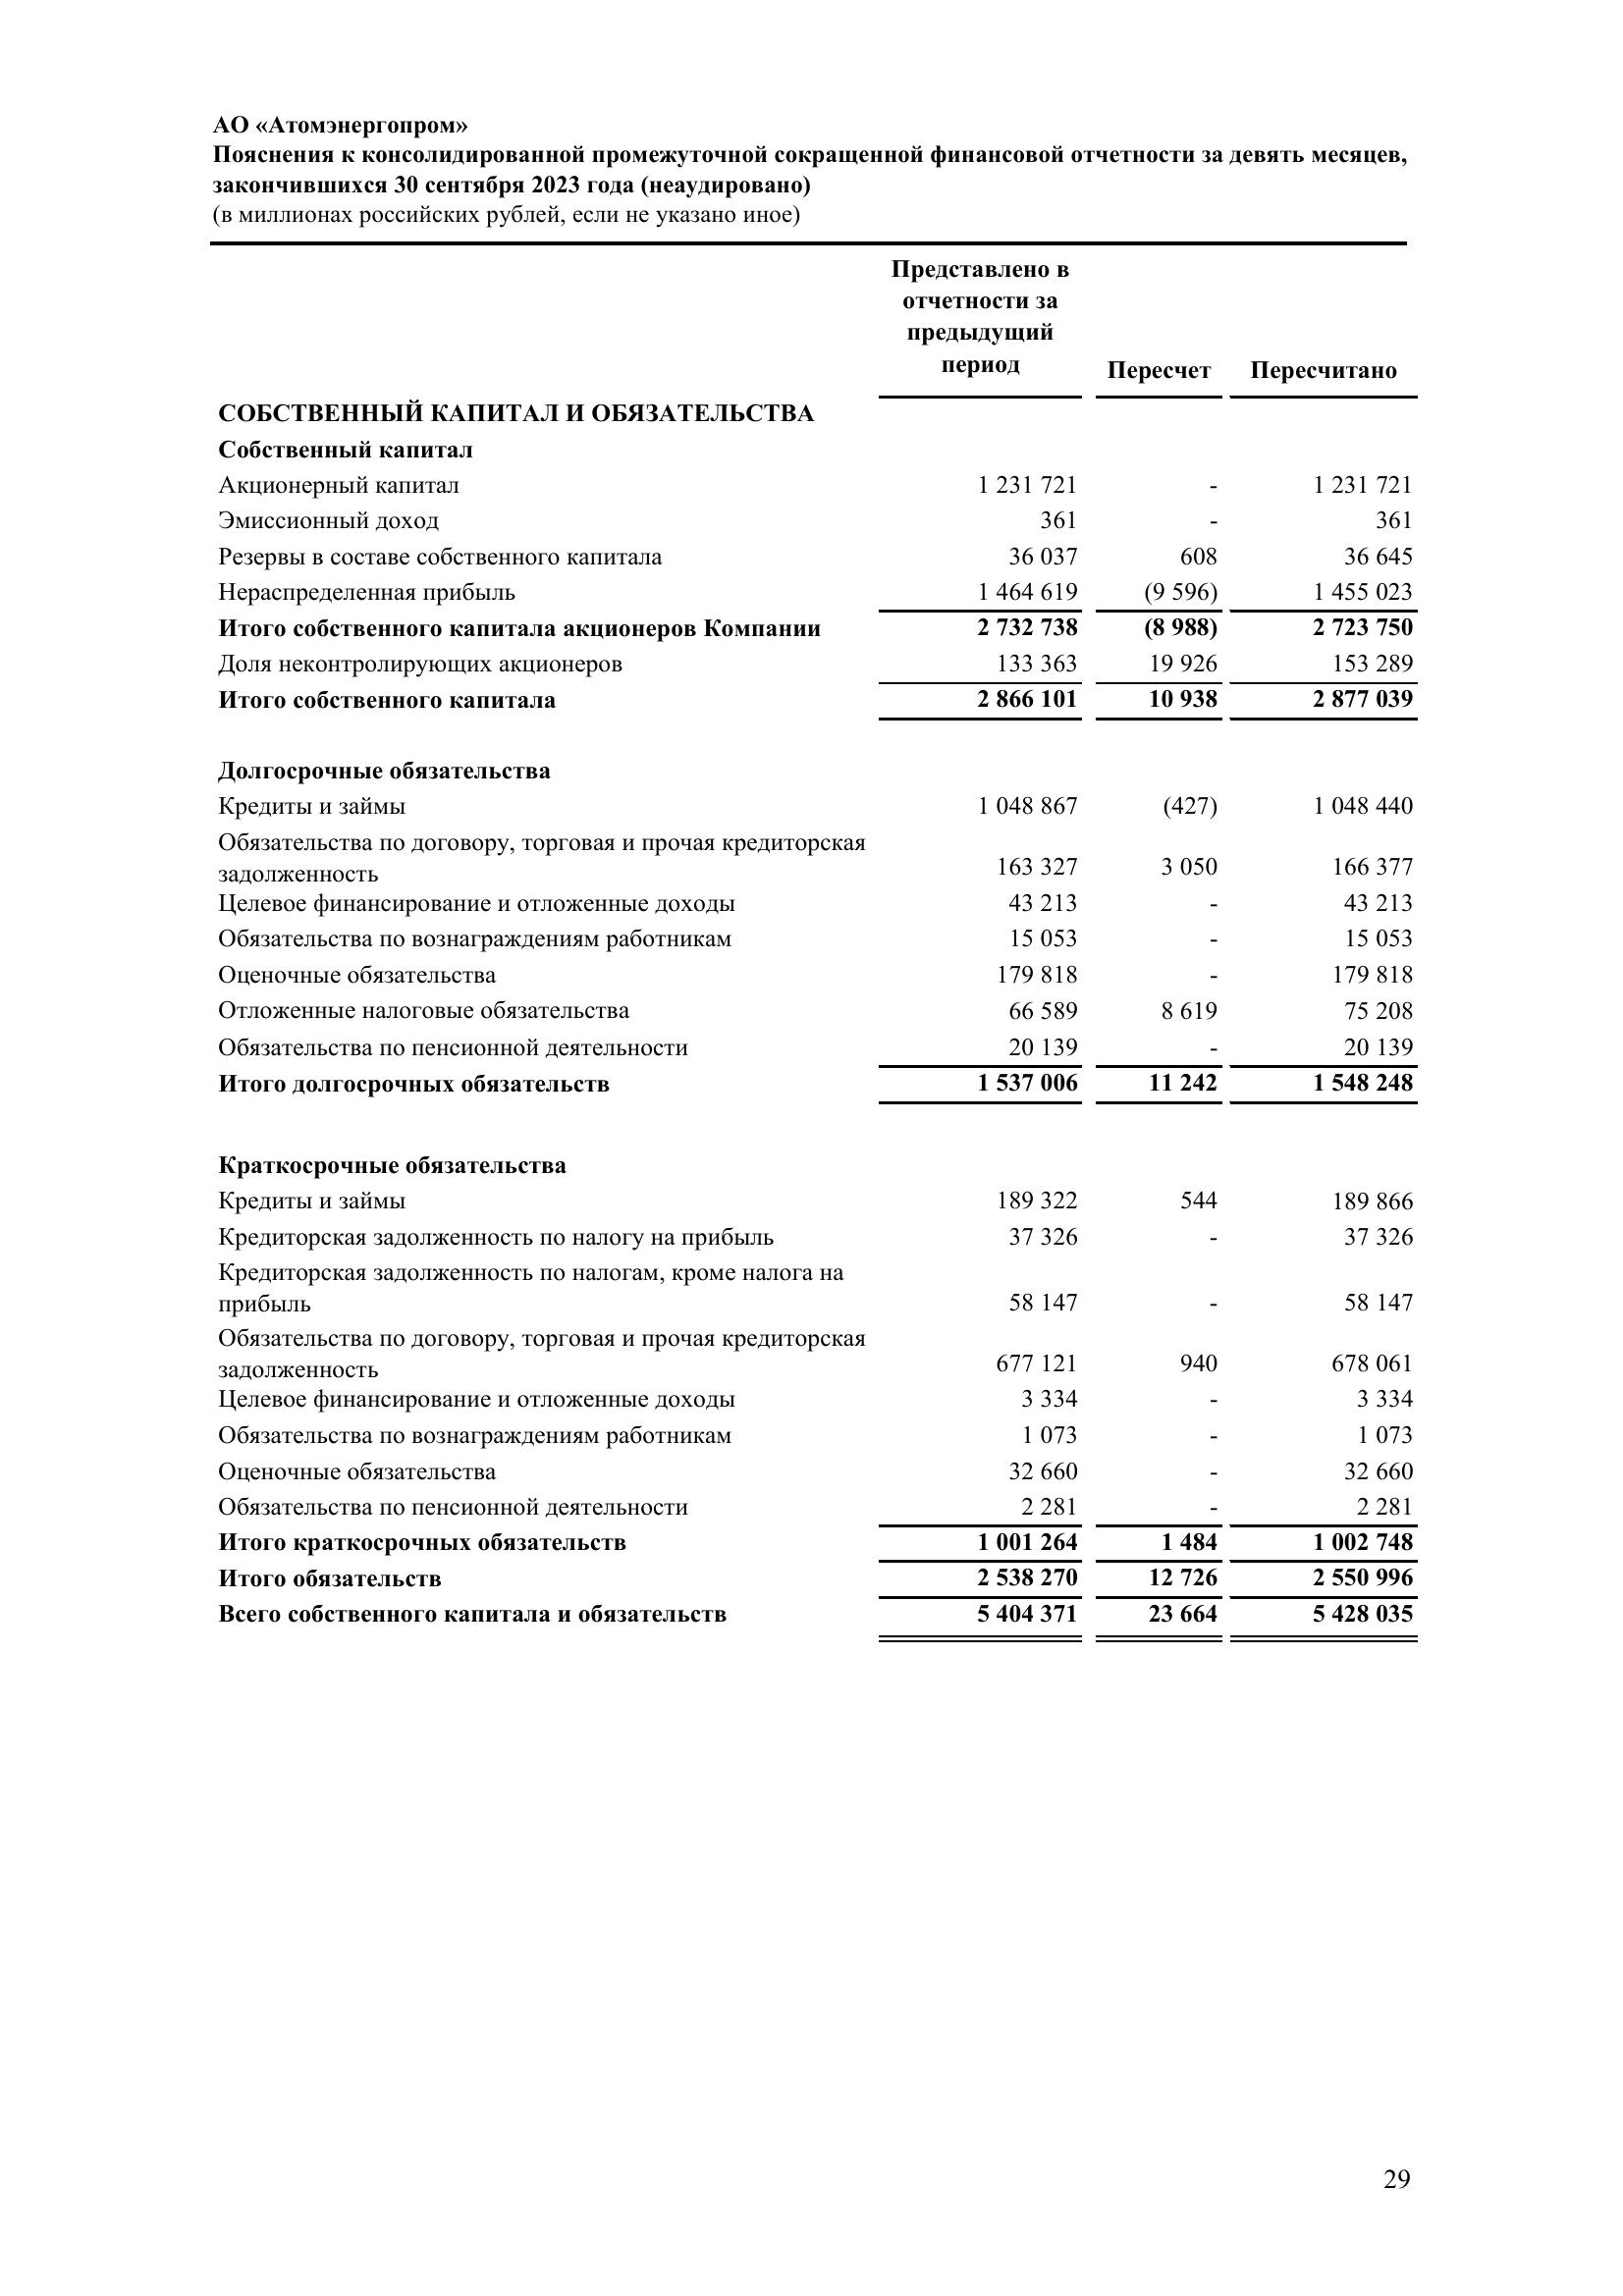 АО «Атомэнергопром»
Пояснения к консолидированной промежуточной сокращенной финансовой отчетности за девять месяцев,
закончившихся 30 сентября 2023 года (неаудировано)
(в миллионах российских рублей, если не указано иное)
Представлено в
отчетности за
предыдущий
период Пересчет Пересчитано
СОБСТВЕННЫЙ КАПИТАЛ И ОБЯЗАТЕЛЬСТВА
Собственный капитал
Акционерный капитал 1 231 721 - 1 231 721
Эмиссионный доход 361 - 361
Резервы в составе собственного капитала 36 037 608 36 645
Нераспределенная прибыль 1 464 619 (9 596) 1 455 023
Итого собственного капитала акционеров Компании 2 732 738 (8 988) 2 723 750
Доля неконтролирующих акционеров 133 363 19 926 153 289
Итого собственного капитала 2 866 101 10 938 2 877 039
Долгосрочные обязательства
Кредиты и займы 1 048 867 (427) 1 048 440
Обязательства по договору, торговая и прочая кредиторская
задолженность 163 327 3 050 166 377
Целевое финансирование и отложенные доходы 43 213 - 43 213
Обязательства по вознаграждениям работникам 15 053 - 15 053
Оценочные обязательства 179 818 - 179 818
Отложенные налоговые обязательства 66 589 8 619 75 208
Обязательства по пенсионной деятельности 20 139 - 20 139
Итого долгосрочных обязательств 1 537 006 11 242 1 548 248
Краткосрочные обязательства
Кредиты и займы 189 322 544 189 866
Кредиторская задолженность по налогу на прибыль 37 326 - 37 326
Кредиторская задолженность по налогам, кроме налога на
прибыль 58 147 - 58 147
Обязательства по договору, торговая и прочая кредиторская
задолженность 677 121 940 678 061
Целевое финансирование и отложенные доходы 3 334 - 3 334
Обязательства по вознаграждениям работникам 1 073 - 1 073
Оценочные обязательства 32 660 - 32 660
Обязательства по пенсионной деятельности 2 281 - 2 281
Итого краткосрочных обязательств 1 001 264 1 484 1 002 748
Итого обязательств 2 538 270 12 726 2 550 996
Всего собственного капитала и обязательств 5 404 371 23 664 5 428 035
29